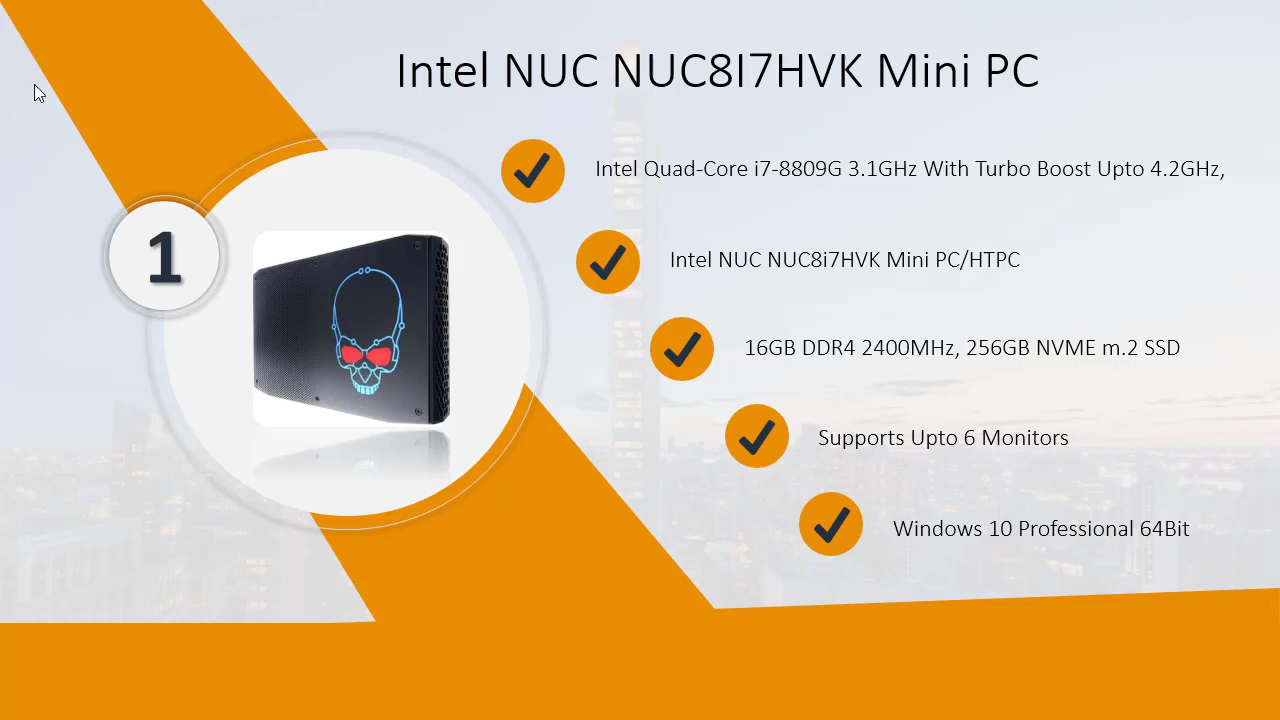 Intel NUC NUC8I7HVK Mini PC
1
Intel Quad-Core i7-8809G 3.1GHz With Turbo Boost Upto 4.2GHz,
Intel NUC NUC8i7HVK Mini PC/HTPC
16GB DDR4 2400MHz, 256GB NVME m.2 SSD
Supports Upto 6 Monitors
Windows 10 Professional 64Bit